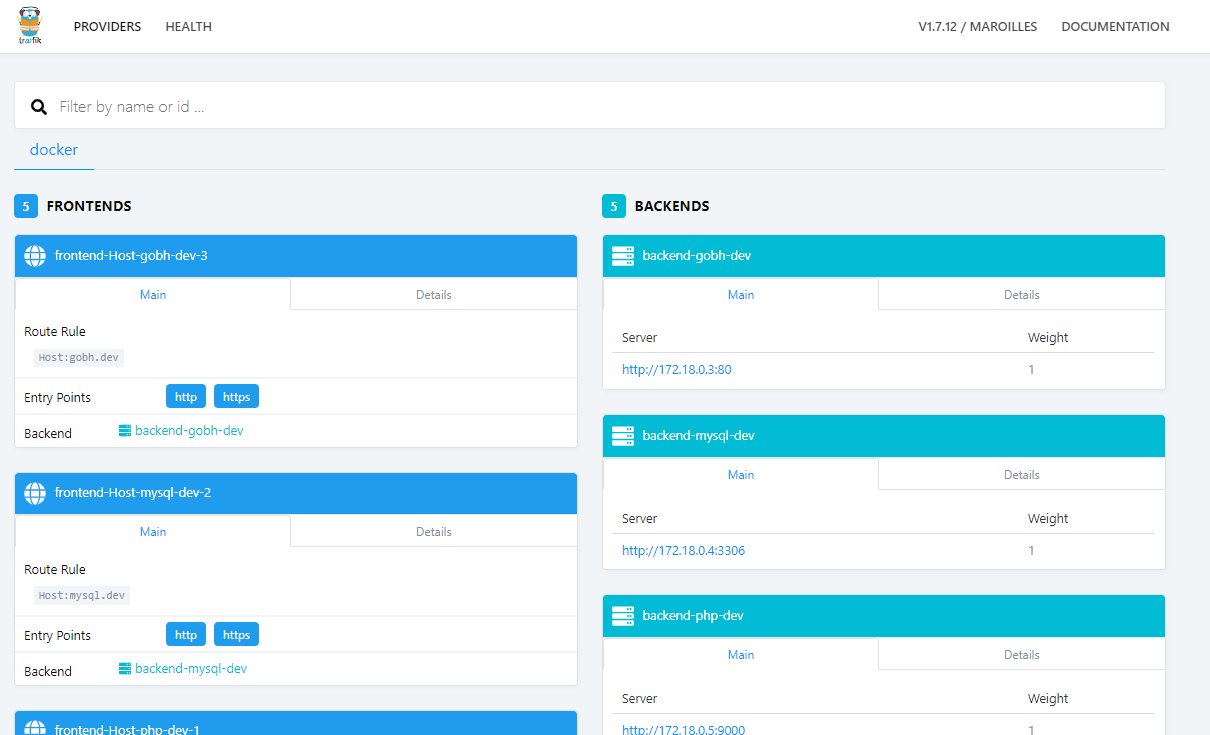 træfik
PROVIDERS
HEALTH
V1.7.12 / MAROILLES
DOCUMENTATION
Filter by name or id ...
docker
5 FRONTENDS
frontend-Host-gobh-dev-3
Main
Details
Route Rule
Host:gobh.dev
Entry Points http https
Backend backend-gobh-dev
frontend-Host-mysql-dev-2
Main
Details
Route Rule
Host:mysql.dev
Entry Points http https
Backend backend-mysql-dev
frontend-Host-php-dev-1
5 BACKENDS
backend-gobh-dev
Main
Details
Server Weight
http://172.18.0.3:80 1
backend-mysql-dev
Main
Details
Server Weight
http://172.18.0.4:3306 1
backend-php-dev
Main
Details
Server Weight
http://172.18.0.5:9000 1